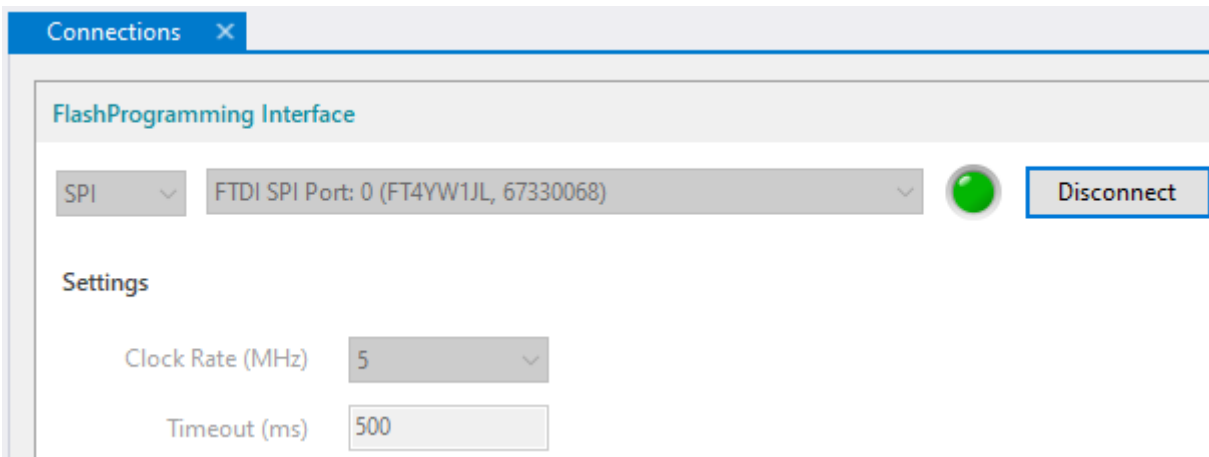 Connections ×
FlashProgramming Interface
SPI FTDI SPI Port: 0 (FT4YW1JL, 67330068) Disconnect
Settings
Clock Rate (MHz) 5
Timeout (ms) 500